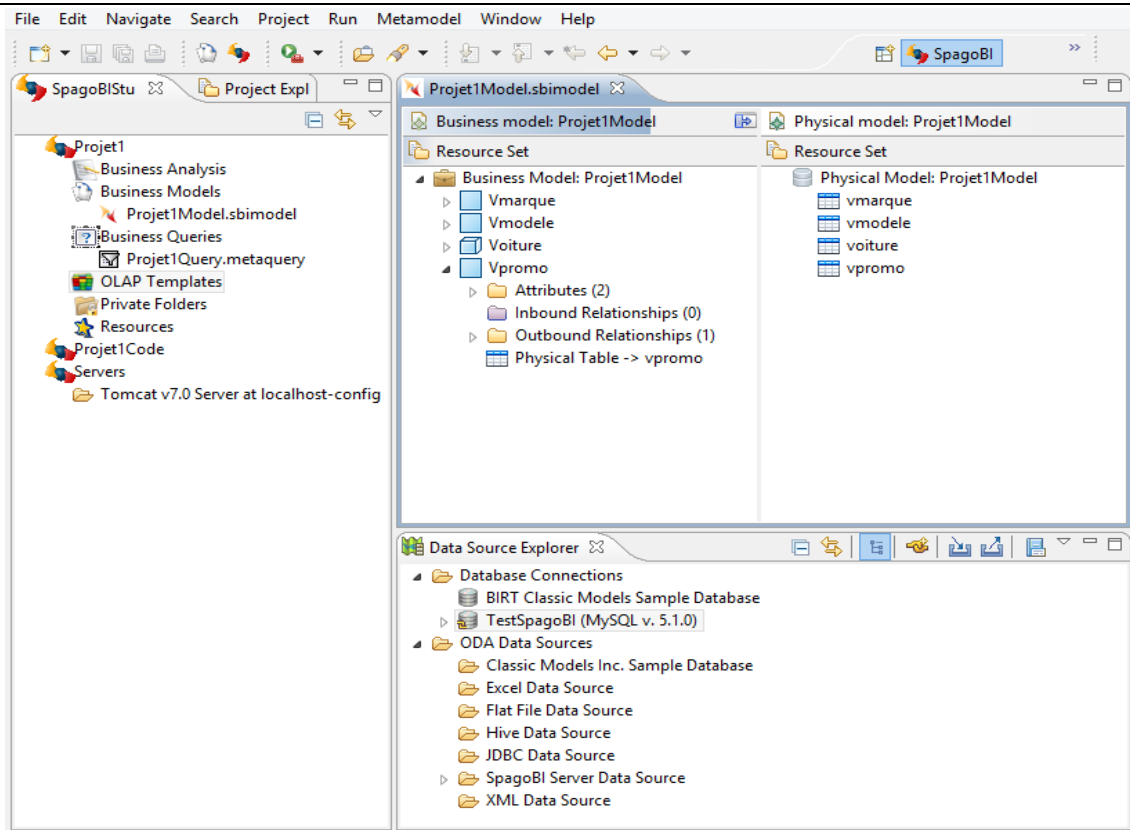 File Edit Navigate Search Project Run Metamodel Window Help
SpagoBI
SpagoBIStu Project Expl
Projet1
Business Analysis
Business Models
Projet1Model.sbimodel
Business Queries
Projet1Query.metaquery
OLAP Templates
Private Folders
Resources
Projet1Code
Servers
Tomcat v7.0 Server at localhost-config
Projet1Model.sbimodel
Business model: Projet1Model
Resource Set
Business Model: Projet1Model
Vmarque
Vmodele
Voiture
Vpromo
Attributes (2)
Inbound Relationships (0)
Outbound Relationships (1)
Physical Table -> vpromo
Physical model: Projet1Model
Resource Set
Physical Model: Projet1Model
vmarque
vmodele
voiture
vpromo
Data Source Explorer
Database Connections
BIRT Classic Models Sample Database
TestSpagoBI (MySQL v. 5.1.0)
ODA Data Sources
Classic Models Inc. Sample Database
Excel Data Source
Flat File Data Source
Hive Data Source
JDBC Data Source
SpagoBI Server Data Source
XML Data Source